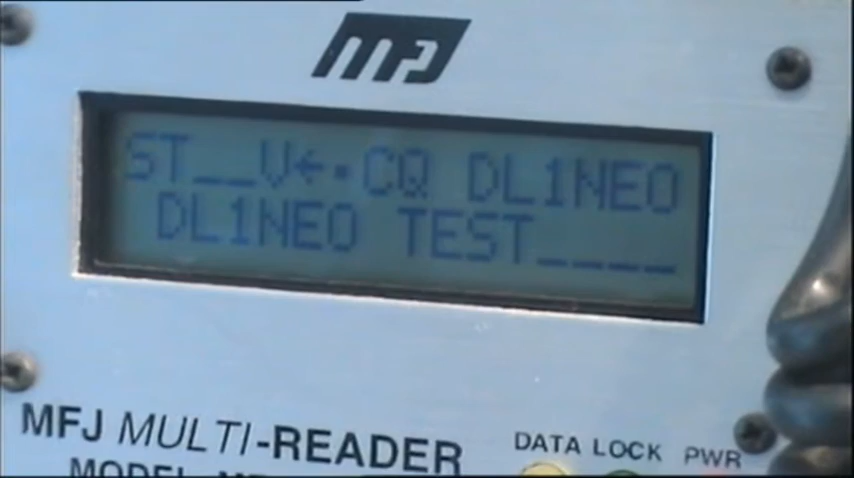 MFJ
ST__V←▪CQ DL1NEO
DL1NEO TEST____
MFJ MULTI-READER
DATA LOCK PWR
MODEL